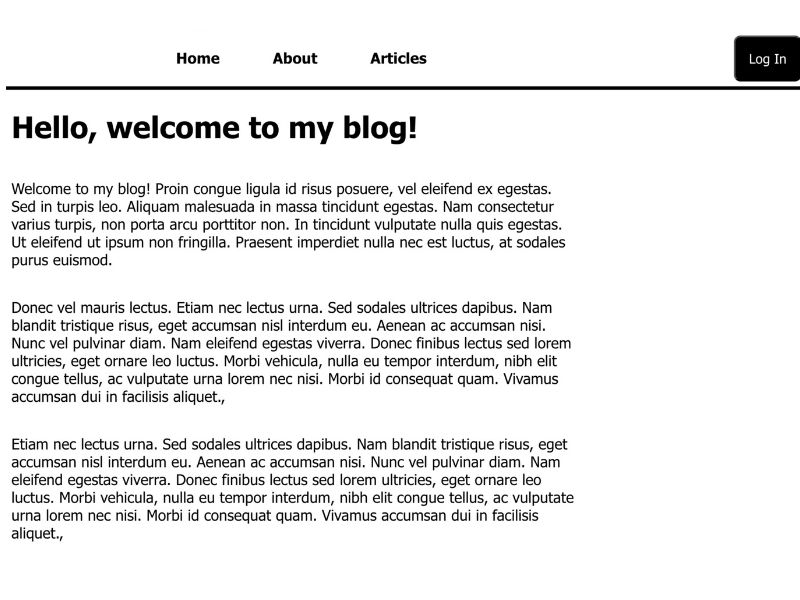 Home About Articles Log In
Hello, welcome to my blog!
Welcome to my blog! Proin congue ligula id risus posuere, vel eleifend ex egestas.
Sed in turpis leo. Aliquam malesuada in massa tincidunt egestas. Nam consectetur
varius turpis, non porta arcu porttitor non. In tincidunt vulputate nulla quis egestas.
Ut eleifend ut ipsum non fringilla. Praesent imperdiet nulla nec est luctus, at sodales
purus euismod.
Donec vel mauris lectus. Etiam nec lectus urna. Sed sodales ultrices dapibus. Nam
blandit tristique risus, eget accumsan nisl interdum eu. Aenean ac accumsan nisi.
Nunc vel pulvinar diam. Nam eleifend egestas viverra. Donec finibus lectus sed lorem
ultricies, eget ornare leo luctus. Morbi vehicula, nulla eu tempor interdum, nibh elit
congue tellus, ac vulputate urna lorem nec nisi. Morbi id consequat quam. Vivamus
accumsan dui in facilisis aliquet.,
Etiam nec lectus urna. Sed sodales ultrices dapibus. Nam blandit tristique risus, eget
accumsan nisl interdum eu. Aenean ac accumsan nisi. Nunc vel pulvinar diam. Nam
eleifend egestas viverra. Donec finibus lectus sed lorem ultricies, eget ornare leo
luctus. Morbi vehicula, nulla eu tempor interdum, nibh elit congue tellus, ac vulputate
urna lorem nec nisi. Morbi id consequat quam. Vivamus accumsan dui in facilisis
aliquet.,